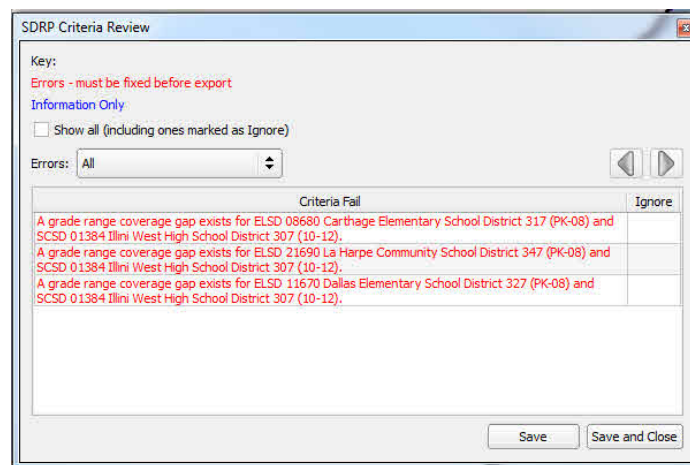 SDRP Criteria Review
Key:
Errors - must be fixed before export
Information Only
Show all (including ones marked as Ignore)
Errors: All
Criteria Fail Ignore
A grade range coverage gap exists for ELSD 08680 Carthage Elementary School District 317 (PK-08) and
SCSD 01384 Illini West High School District 307 (10-12).
A grade range coverage gap exists for ELSD 21690 La Harpe Community School District 347 (PK-08) and
SCSD 01384 Illini West High School District 307 (10-12).
A grade range coverage gap exists for ELSD 11670 Dallas Elementary School District 327 (PK-08) and
SCSD 01384 Illini West High School District 307 (10-12).
Save Save and Close